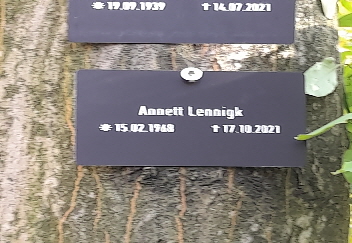 * 19.09.1939 † 14.07.2021
Annett Lennigk
* 15.02.1968 † 17.10.2021